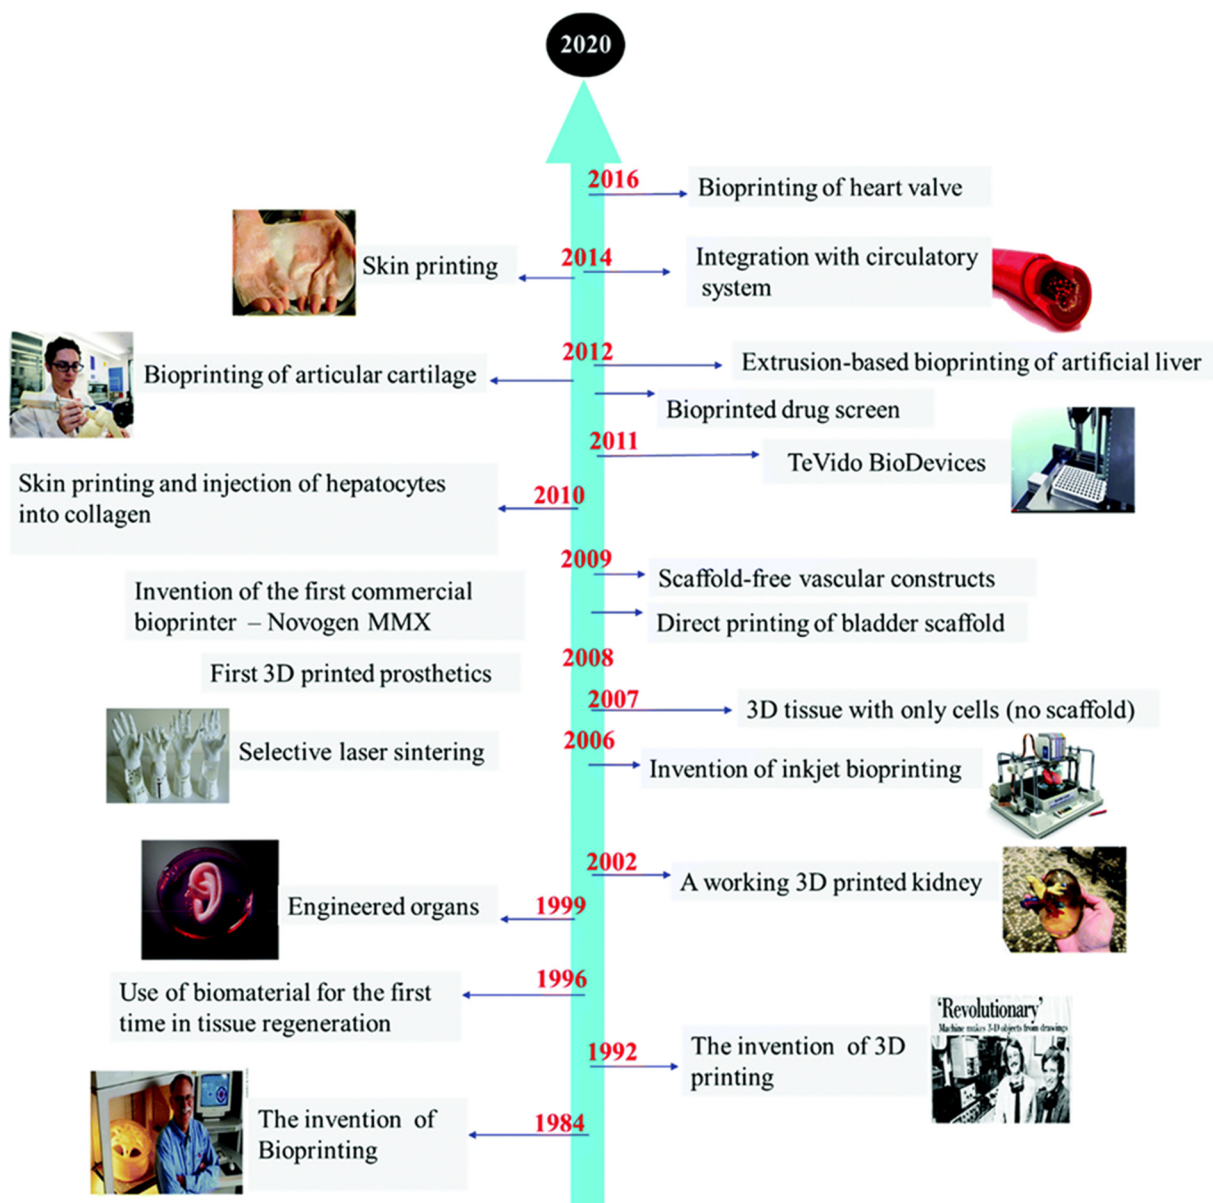 2020
2016
Bioprinting of heart valve
2014
Skin printing
Integration with circulatory
system
2012
Bioprinting of articular cartilage
Extrusion-based bioprinting of artificial liver
Bioprinted drug screen
2011
TeVido BioDevices
Skin printing and injection of hepatocytes
into collagen
2010
2009
Scaffold-free vascular constructs
Invention of the first commercial
bioprinter – Novogen MMX
Direct printing of bladder scaffold
2008
First 3D printed prosthetics
2007
3D tissue with only cells (no scaffold)
2006
Selective laser sintering
Invention of inkjet bioprinting
2002
A working 3D printed kidney
1999
Engineered organs
1996
Use of biomaterial for the first
time in tissue regeneration
'Revolutionary'
Machine makes 3-D objects from drawings
1992
The invention of 3D
printing
1984
The invention of
Bioprinting